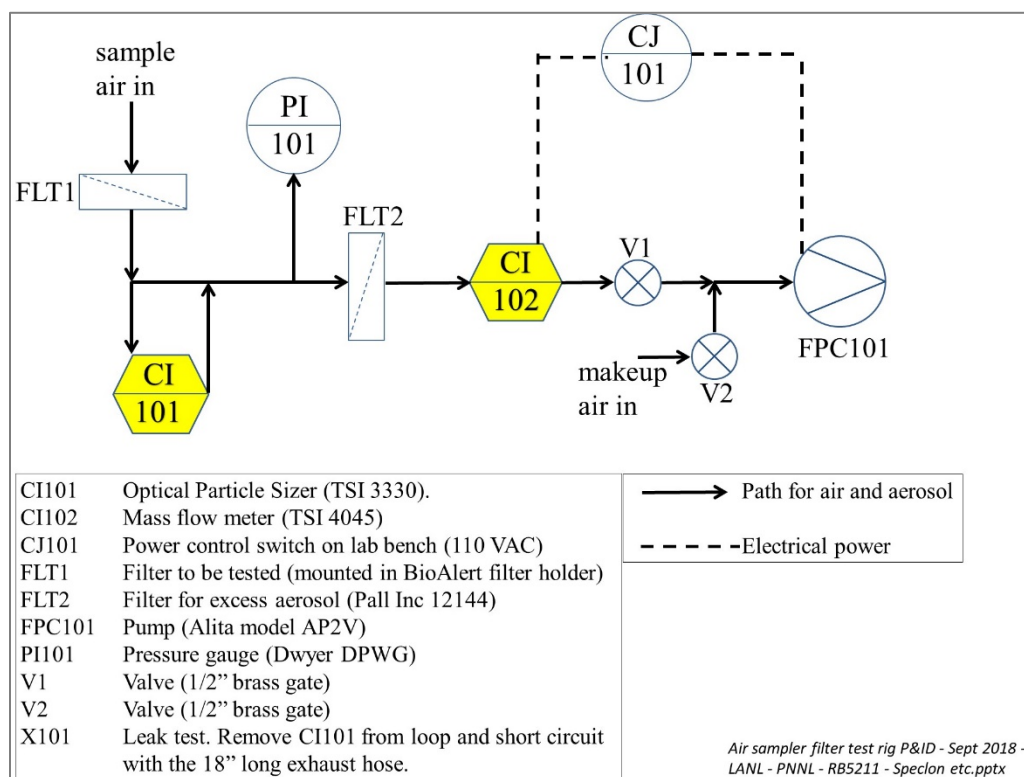 sample
air in
FLT1
PI
101
FLT2
CJ
101
CI
101
CI
102
V1
makeup
air in
V2
FPC101
CI101 Optical Particle Sizer (TSI 3330).
CI102 Mass flow meter (TSI 4045)
CJ101 Power control switch on lab bench (110 VAC)
FLT1 Filter to be tested (mounted in BioAlert filter holder)
FLT2 Filter for excess aerosol (Pall Inc 12144)
FPC101 Pump (Alita model AP2V)
PI101 Pressure gauge (Dwyer DPWG)
V1 Valve (1/2” brass gate)
V2 Valve (1/2” brass gate)
X101 Leak test. Remove CI101 from loop and short circuit
with the 18” long exhaust hose.
Path for air and aerosol
Electrical power
Air sampler filter test rig P&ID - Sept 2018 -
LANL - PNNL - RB5211 - Speclon etc.pptx